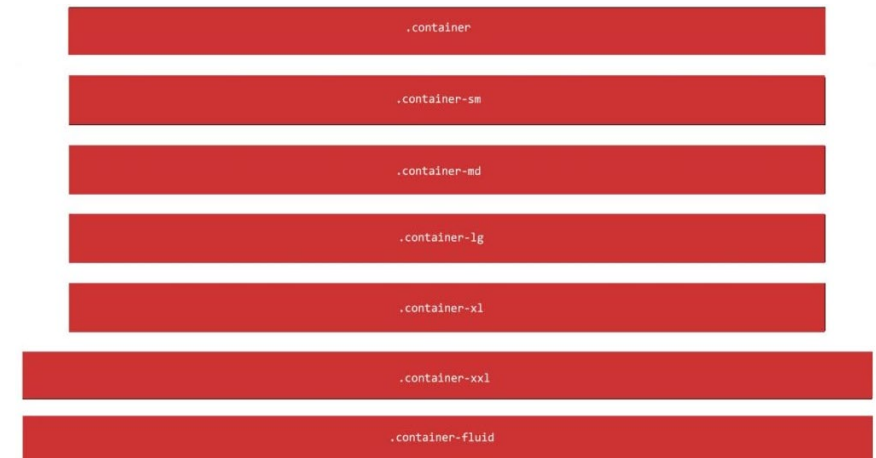 .container
.container-sm
.container-md
.container-lg
.container-xl
.container-xxl
.container-fluid